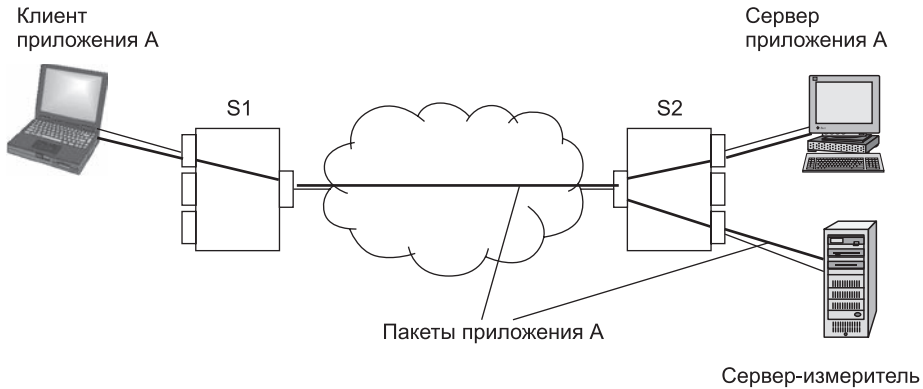 Клиент
приложения А
Сервер
приложения А
S1
S2
Пакеты приложения А
Сервер-измеритель